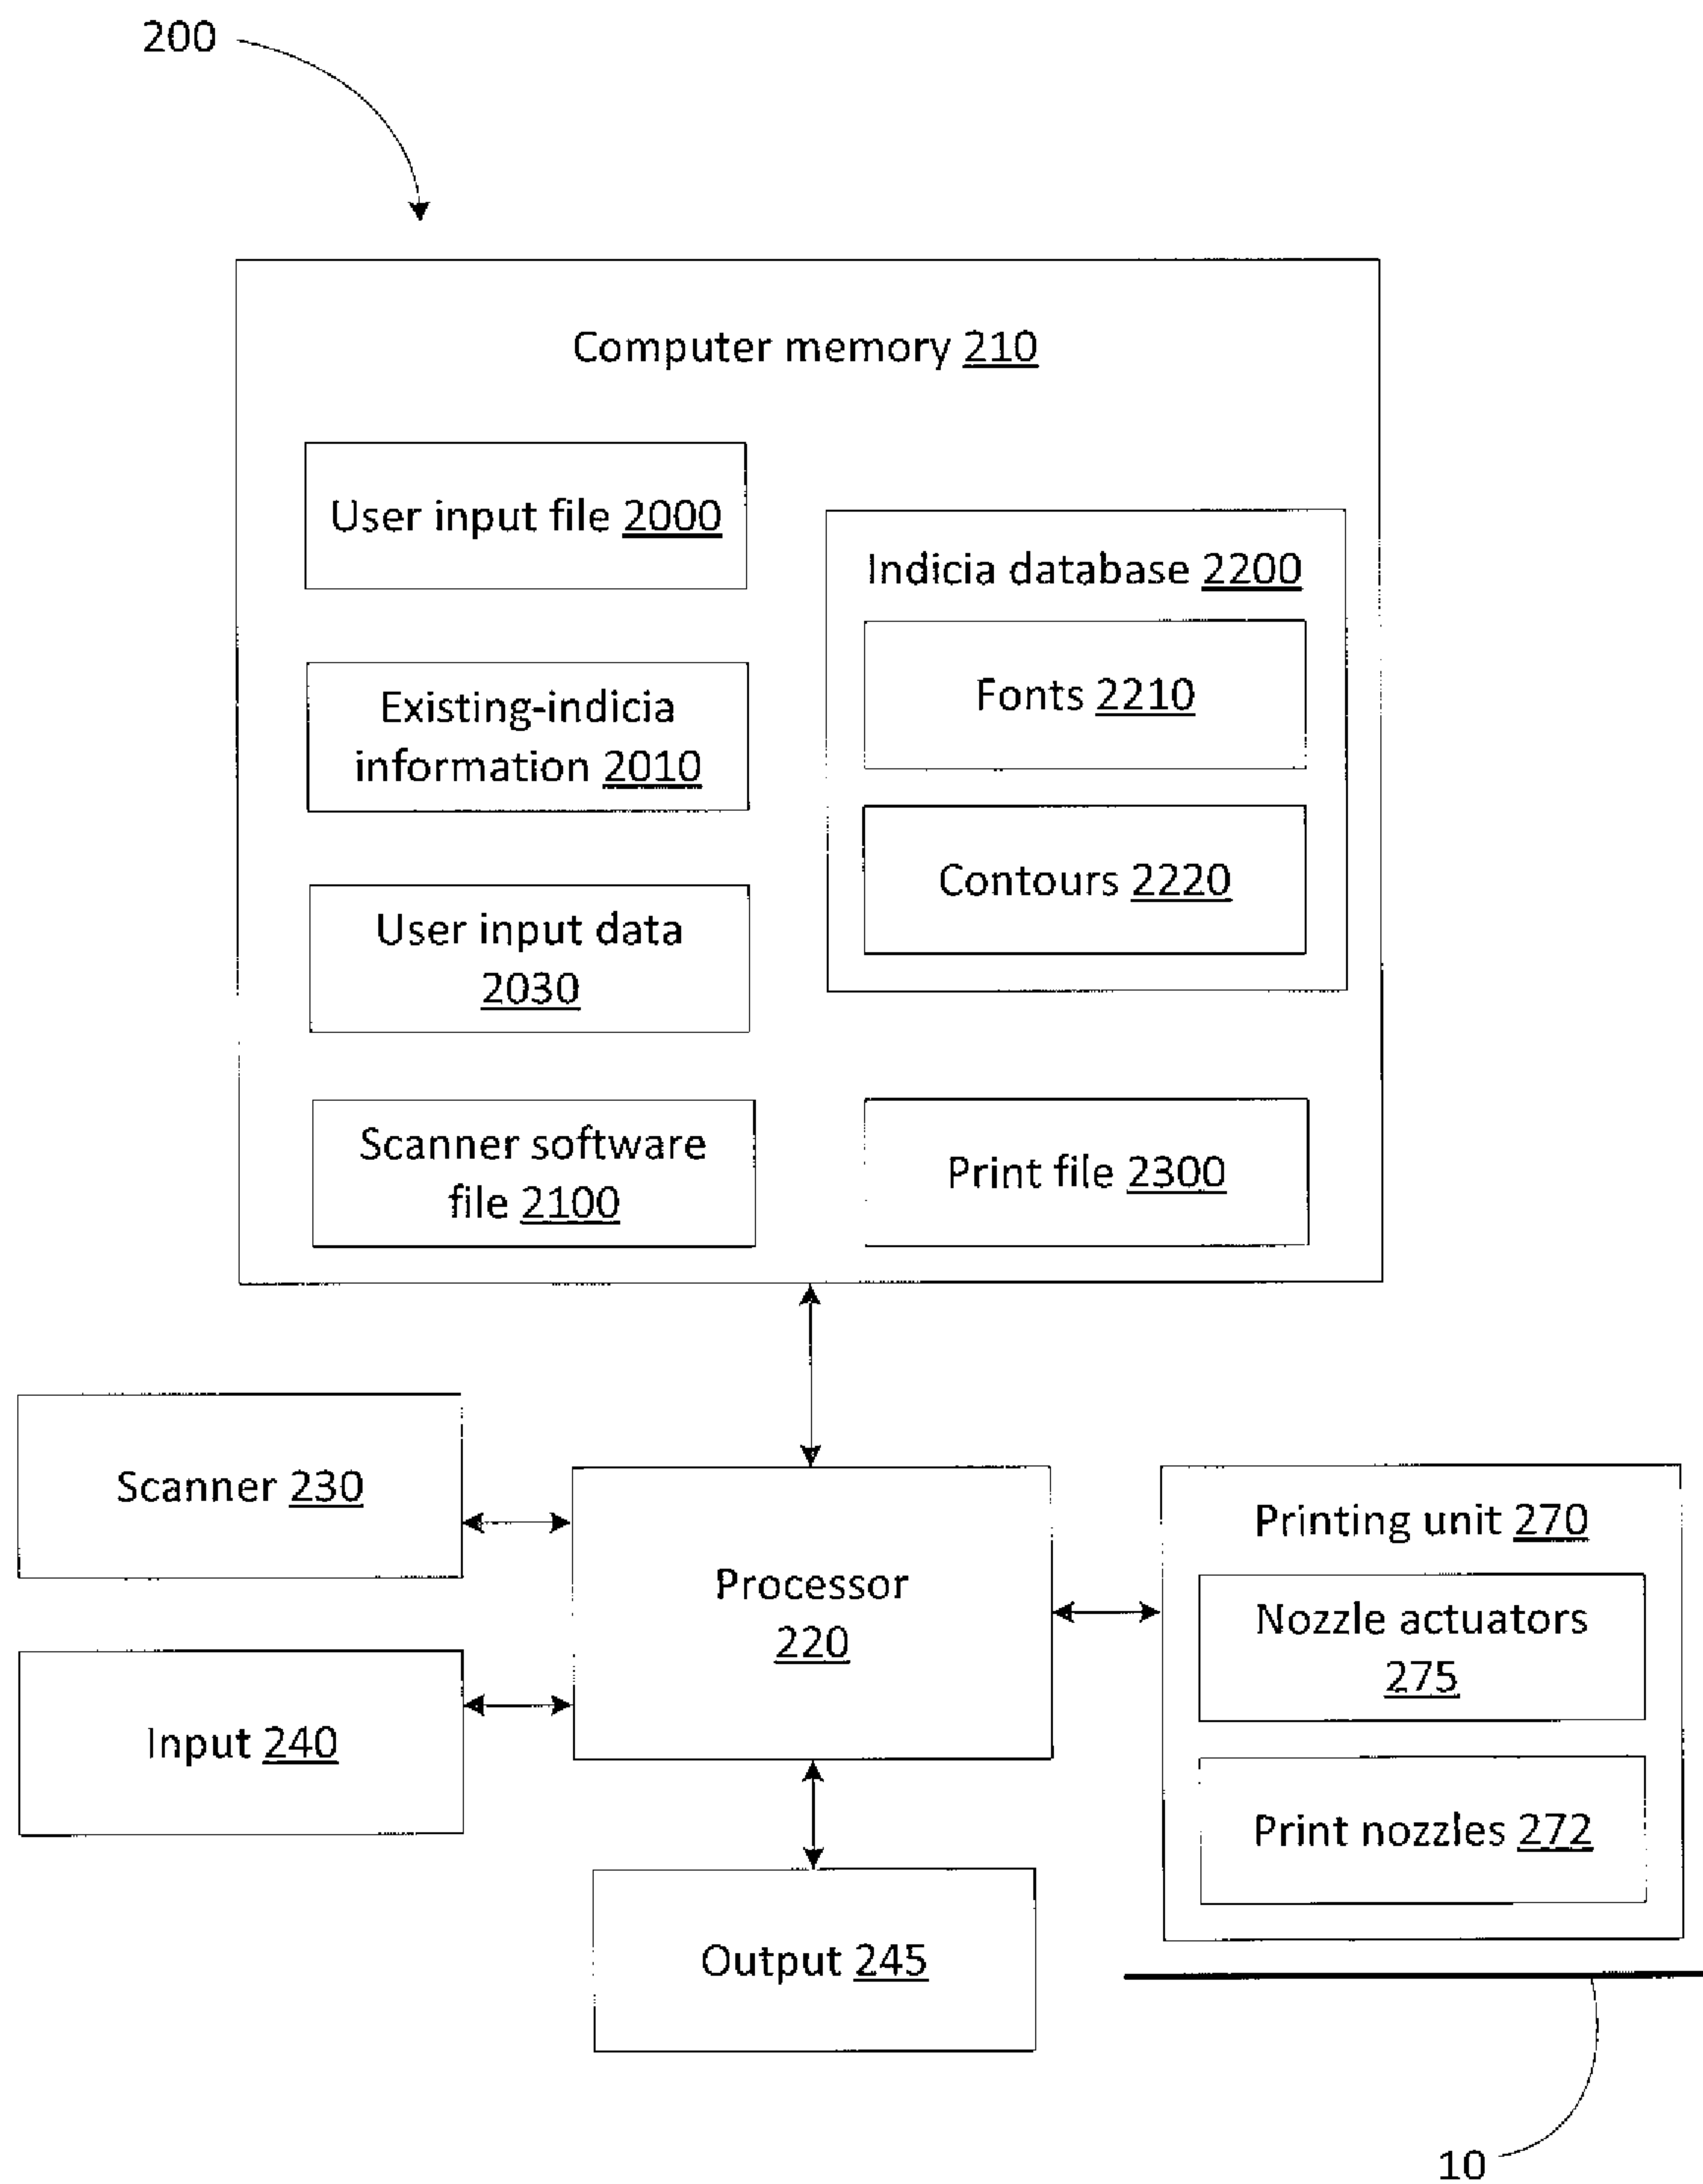 200
Computer memory 210
User input file 2000
Existing-indicia
information 2010
User input data
2030
Scanner software
file 2100
Indicia database 2200
Fonts 2210
Contours 2220
Print file 2300
Scanner 230
Input 240
Processor
220
Output 245
Printing unit 270
Nozzle actuators
275
Print nozzles 272
10